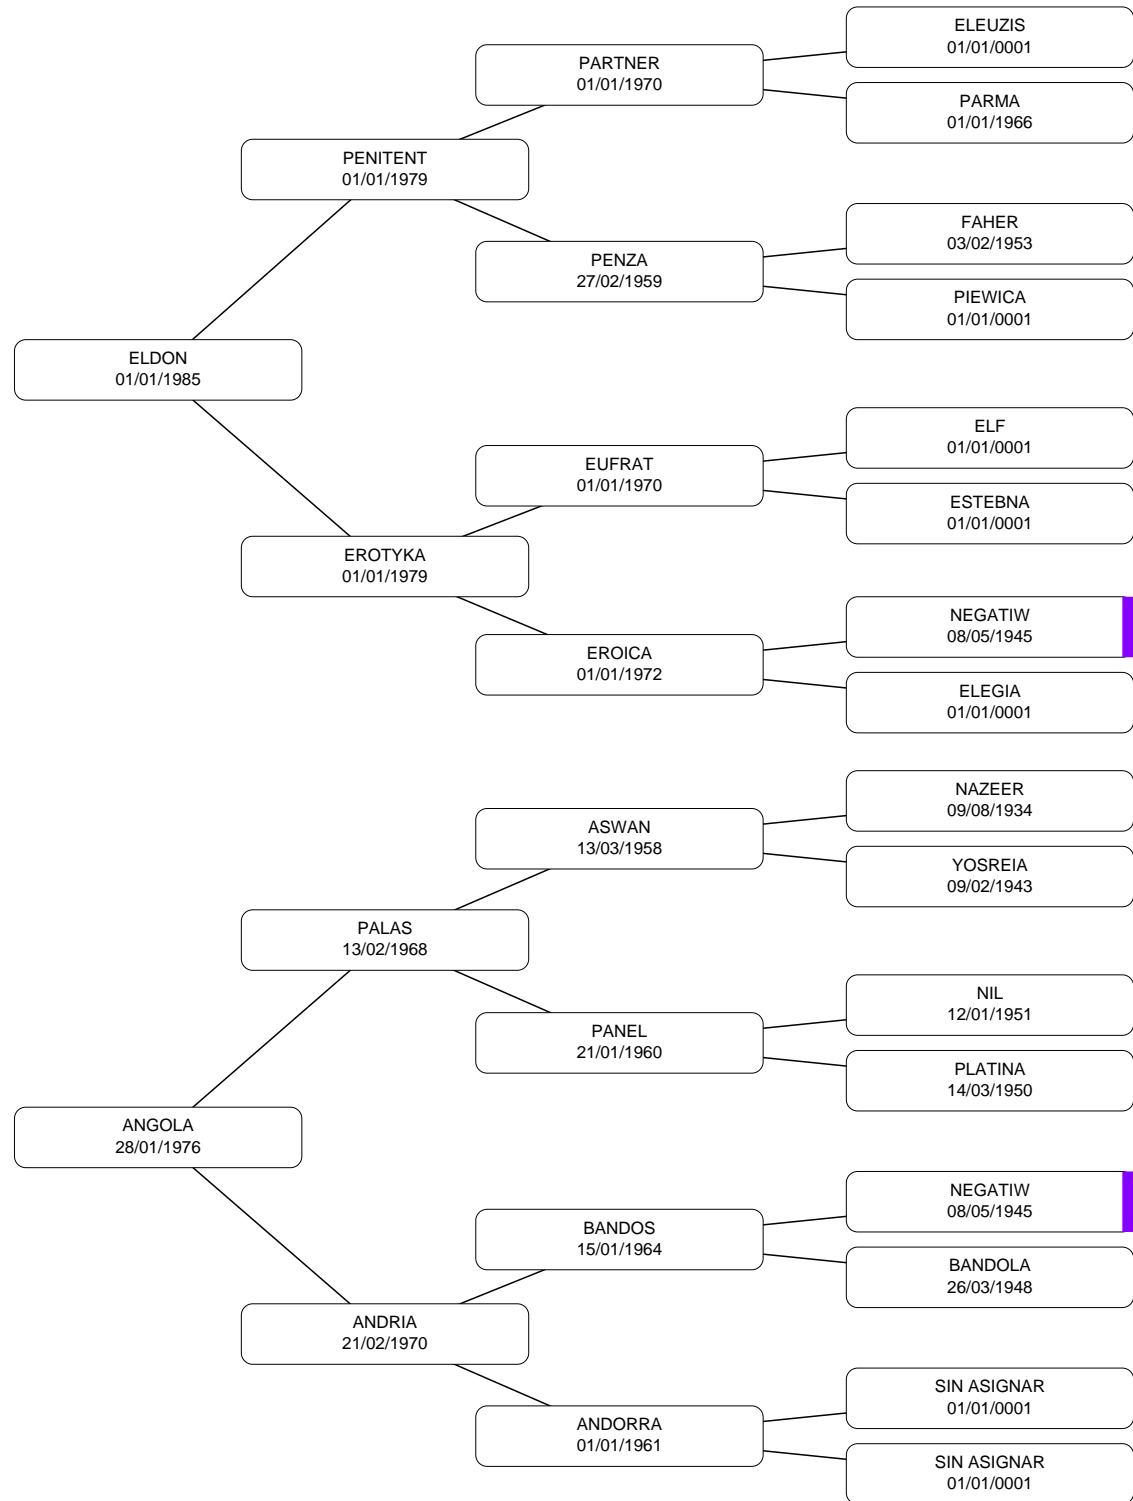 ELEUZIS
01/01/0001
PARTNER
01/01/1970
PARMA
01/01/1966
PENITENT
01/01/1979
FAHER
03/02/1953
PENZA
27/02/1959
PIEWICA
01/01/0001
ELDON
01/01/1985
ELF
01/01/0001
EUFRAT
01/01/1970
ESTEBNA
01/01/0001
EROTYKA
01/01/1979
NEGATIW
08/05/1945
EROICA
01/01/1972
ELEGIA
01/01/0001
NAZEER
09/08/1934
ASWAN
13/03/1958
YOSREIA
09/02/1943
PALAS
13/02/1968
NIL
12/01/1951
PANEL
21/01/1960
PLATINA
14/03/1950
ANGOLA
28/01/1976
NEGATIW
08/05/1945
BANDOS
15/01/1964
BANDOLA
26/03/1948
ANDRIA
21/02/1970
SIN ASIGNAR
01/01/0001
ANDORRA
01/01/1961
SIN ASIGNAR
01/01/0001